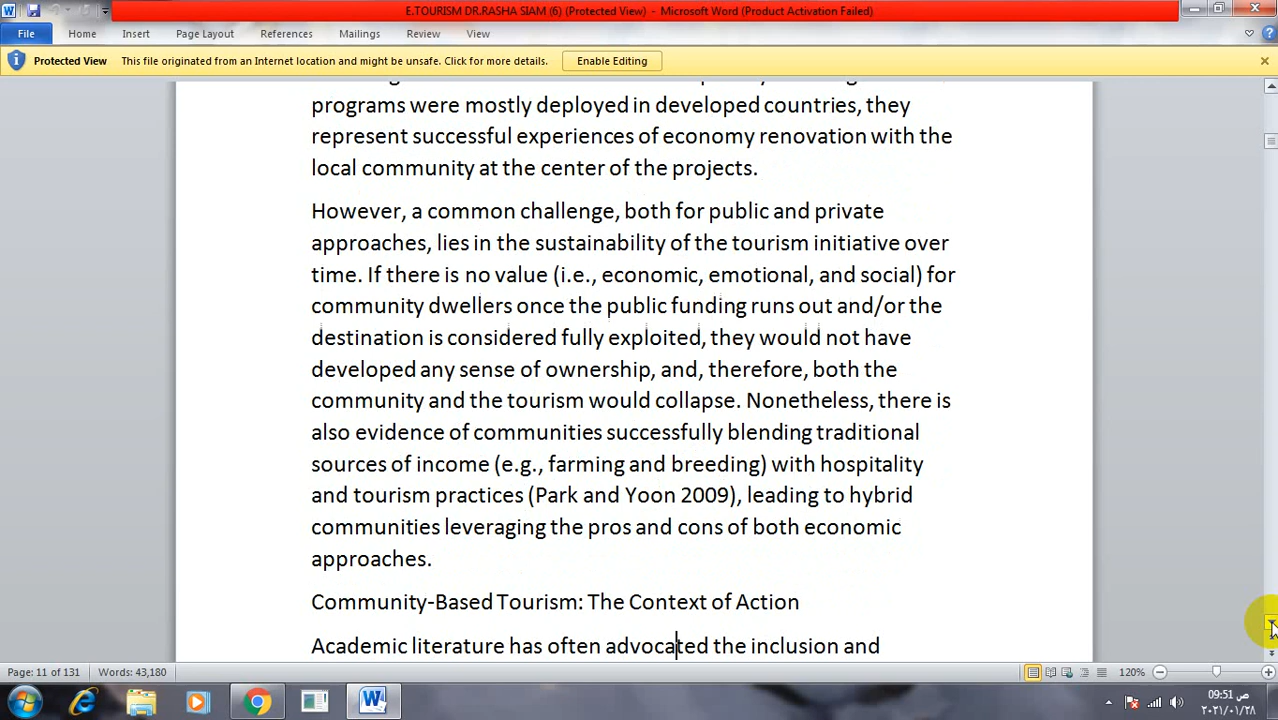 E.TOURISM DR.RASHA SIAM (6) (Protected View) - Microsoft Word (Product Activation Failed)
File Home Insert Page Layout References Mailings Review View
Protected View This file originated from an Internet location and might be unsafe. Click for more details. Enable Editing
programs were mostly deployed in developed countries, they
represent successful experiences of economy renovation with the
local community at the center of the projects.
However, a common challenge, both for public and private
approaches, lies in the sustainability of the tourism initiative over
time. If there is no value (i.e., economic, emotional, and social) for
community dwellers once the public funding runs out and/or the
destination is considered fully exploited, they would not have
developed any sense of ownership, and, therefore, both the
community and the tourism would collapse. Nonetheless, there is
also evidence of communities successfully blending traditional
sources of income (e.g., farming and breeding) with hospitality
and tourism practices (Park and Yoon 2009), leading to hybrid
communities leveraging the pros and cons of both economic
approaches.
Community-Based Tourism: The Context of Action
Academic literature has often advocated the inclusion and
Page: 11 of 131 Words: 43,180 120%
09:51 ص
٢٠٢١/٠١/٢٨